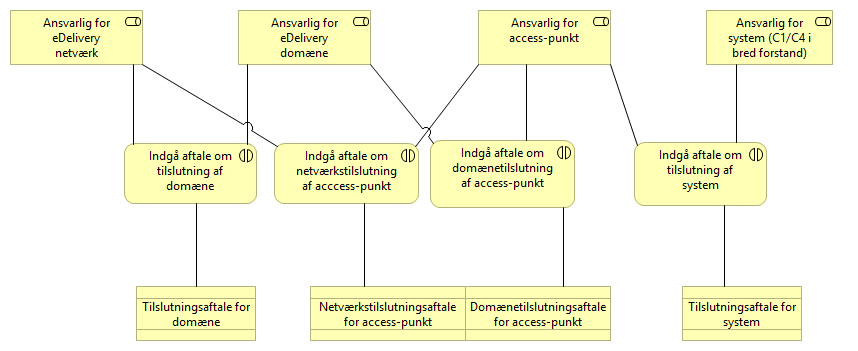 Ansvarlig for
eDelivery
netværk
Ansvarlig for
eDelivery
domæne
Ansvarlig for
access-punkt
Ansvarlig for
system (C1/C4 i
bred forstand)
Indgå aftale om
tilslutning af
domæne
Indgå aftale om
netværkstilslutning
af acccess-punkt
Indgå aftale om
domænetilslutning
af access-punkt
Indgå aftale om
tilslutning af
system
Tilslutningsaftale for
domæne
Netværkstilslutningsaftale
for access-punkt
Domænetilslutningsaftale
for access-punkt
Tilslutningsaftale for
system